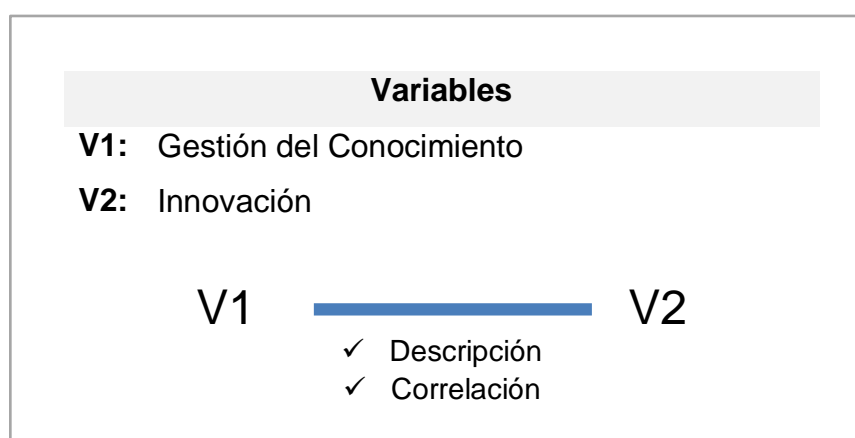 Variables
V1: Gestión del Conocimiento
V2: Innovación
V1 V2
✓ Descripción
✓ Correlación